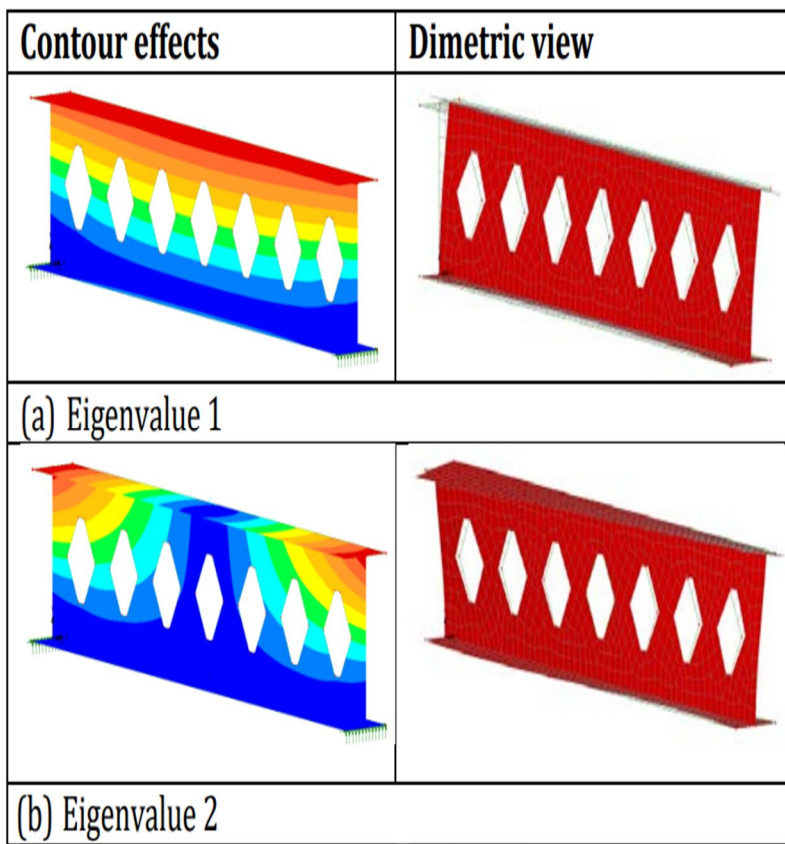 Contour effects
Dimetric view
(a) Eigenvalue 1
(b) Eigenvalue 2